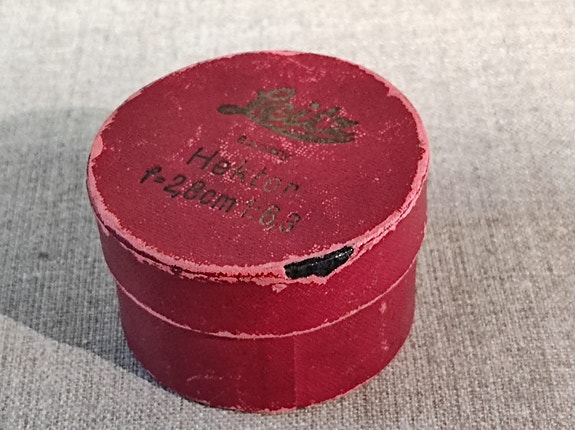 Leitz
Hektor
f=2,8cm 1:6,3